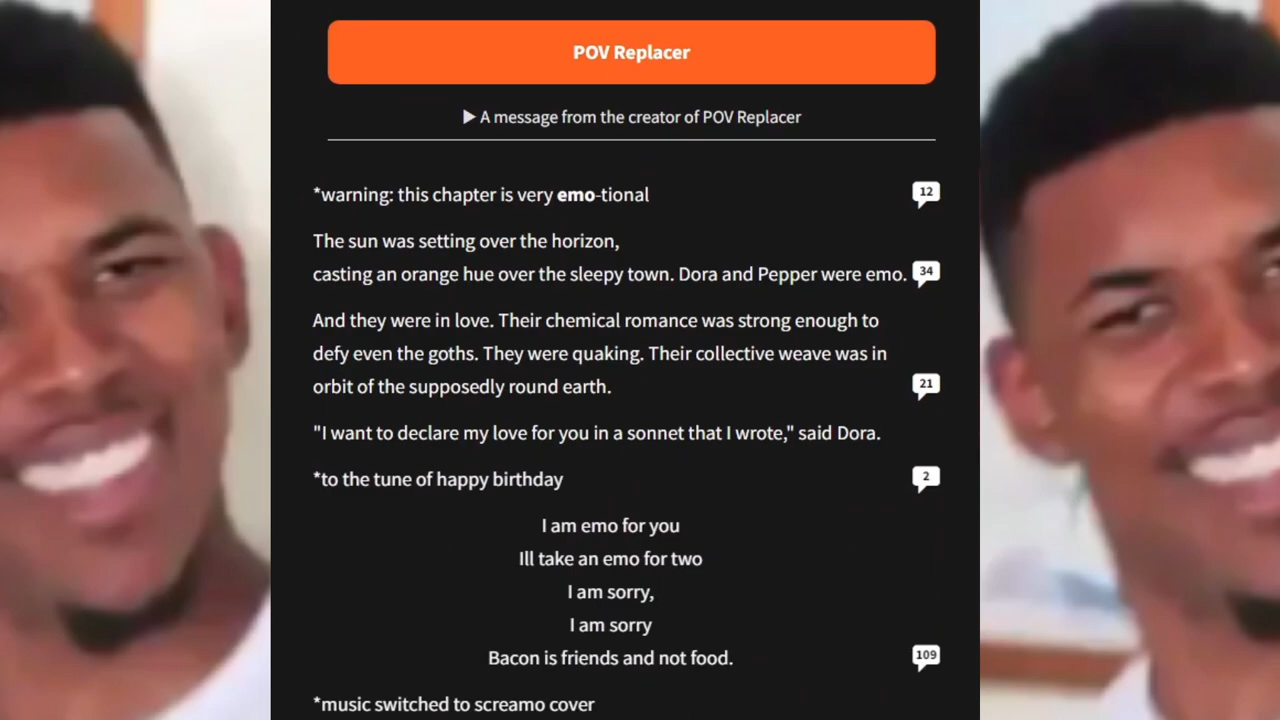 POV Replacer
▶ A message from the creator of POV Replacer
*warning: this chapter is very emo-tional
12
The sun was setting over the horizon,
casting an orange hue over the sleepy town. Dora and Pepper were emo.
34
And they were in love. Their chemical romance was strong enough to
defy even the goths. They were quaking. Their collective weave was in
orbit of the supposedly round earth.
21
"I want to declare my love for you in a sonnet that I wrote," said Dora.
*to the tune of happy birthday
2
I am emo for you
Ill take an emo for two
I am sorry,
I am sorry
Bacon is friends and not food.
109
*music switched to screamo cover